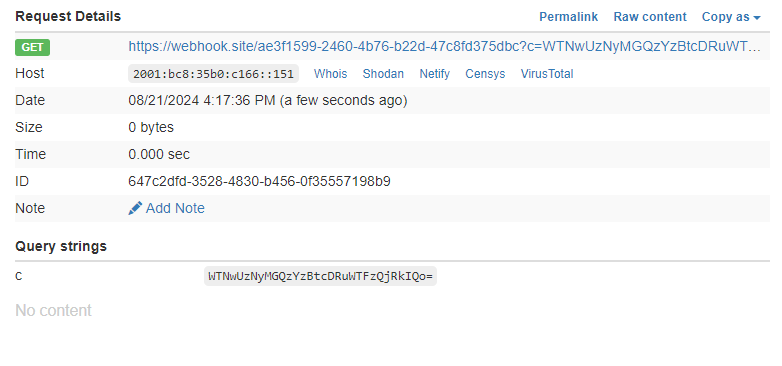 Request Details Permalink Raw content Copy as
GET https://webhook.site/ae3f1599-2460-4b76-b22d-47c8fd375dbc?c=WTNwUzNyMGQzYzBtcDRuWT...
Host 2001:bc8:35b0:c166::151 Whois Shodan Netify Censys VirusTotal
Date 08/21/2024 4:17:36 PM (a few seconds ago)
Size 0 bytes
Time 0.000 sec
ID 647c2dfd-3528-4830-b456-0f35557198b9
Note Add Note
Query strings
c WTNwUzNyMGQzYzBtcDRuWTFzQjRkIQo=
No content